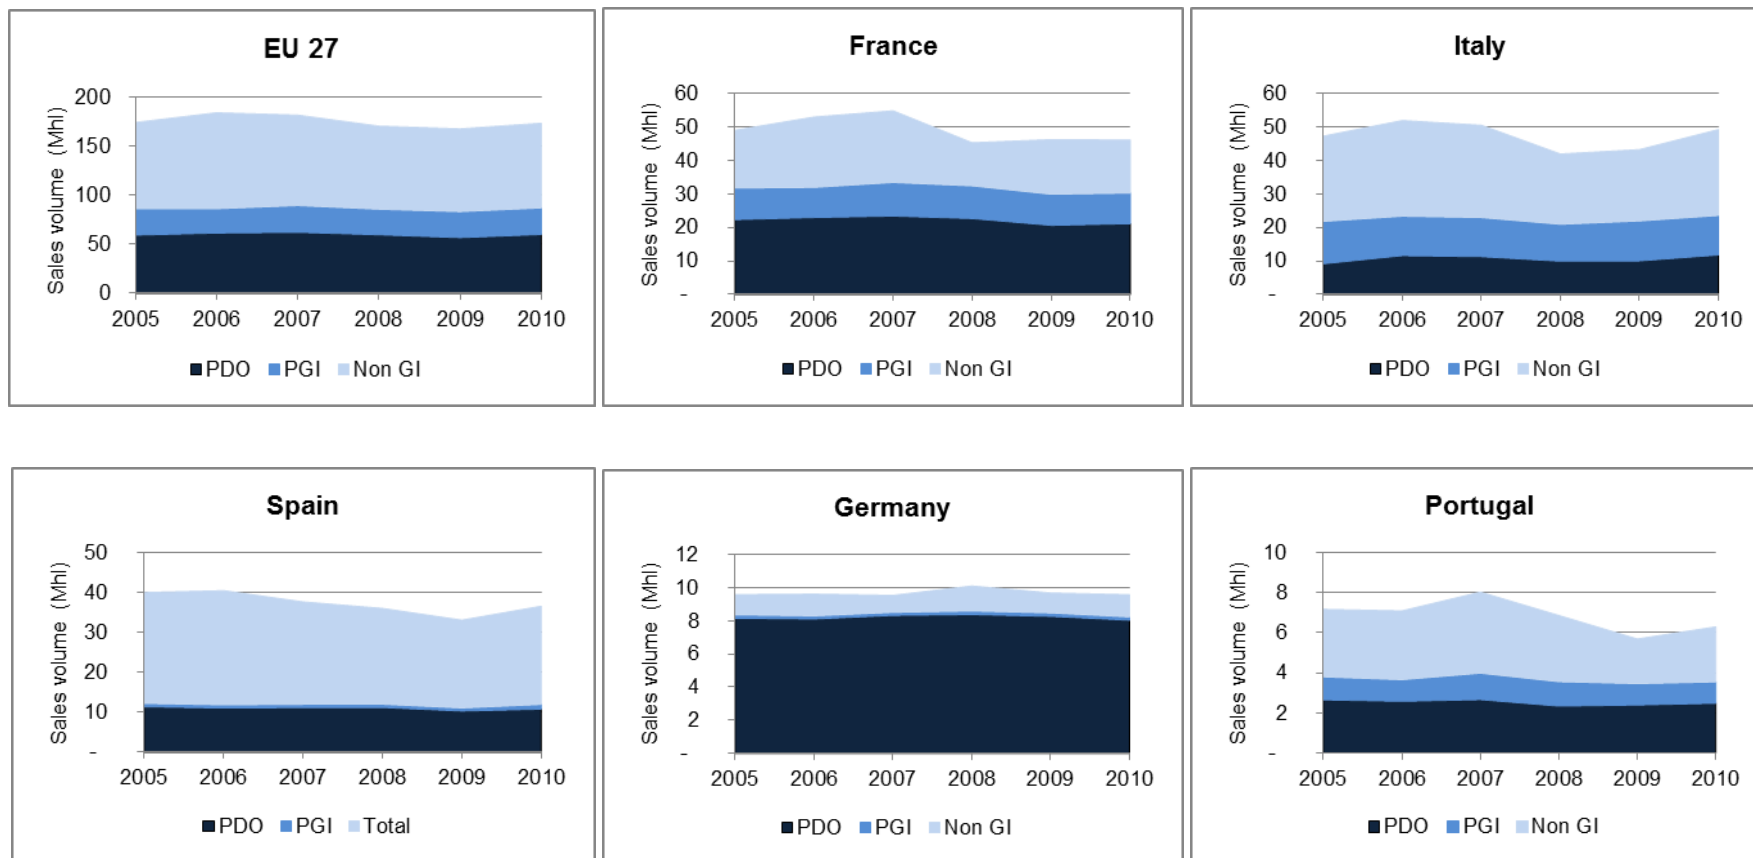 EU 27
Sales volume (Mhl)
200
150
100
50
0
2005 2006 2007 2008 2009 2010
PDO PGI Non GI
France
Sales volume (Mhl)
60
50
40
30
20
10
-
2005 2006 2007 2008 2009 2010
PDO PGI Non GI
Italy
Sales volume (Mhl)
60
50
40
30
20
10
-
2005 2006 2007 2008 2009 2010
PDO PGI Non GI
Spain
Sales volume (Mhl)
50
40
30
20
10
-
2005 2006 2007 2008 2009 2010
PDO PGI Total
Germany
Sales volume (Mhl)
12
10
8
6
4
2
-
2005 2006 2007 2008 2009 2010
PDO PGI Non GI
Portugal
Sales volume (Mhl)
10
8
6
4
2
-
2005 2006 2007 2008 2009 2010
PDO PGI Non GI